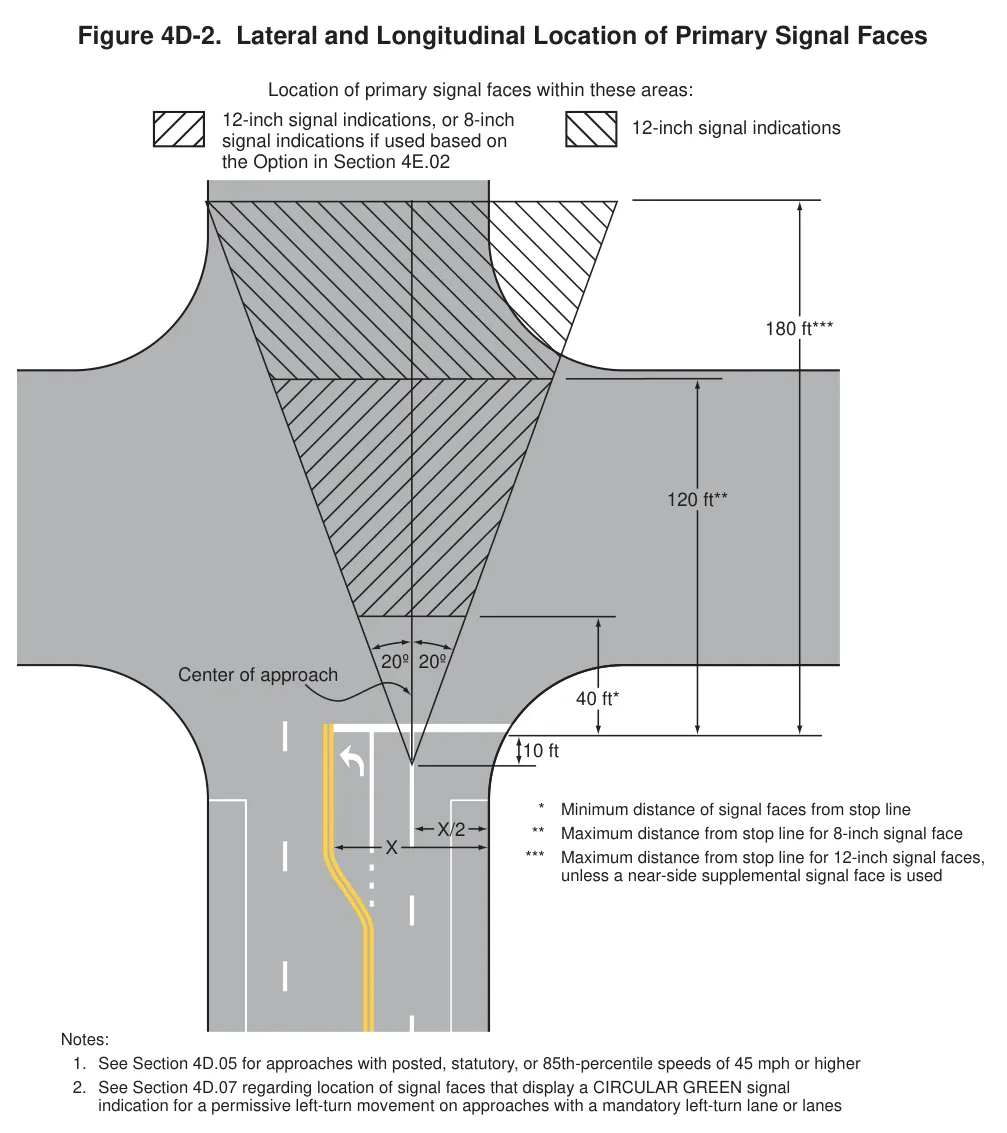 Figure 4D-2.  Lateral and Longitudinal Location of Primary Signal Faces
Location of primary signal faces within these areas:
12-inch signal indications, or 8-inch
signal indications if used based on
the Option in Section 4E.02
12-inch signal indications
180 ft***
120 ft**
20º
20º
Center of approach
40 ft*
10 ft
X/2
X
* Minimum distance of signal faces from stop line
** Maximum distance from stop line for 8-inch signal face
*** Maximum distance from stop line for 12-inch signal faces,
unless a near-side supplemental signal face is used
Notes:
1. See Section 4D.05 for approaches with posted, statutory, or 85th-percentile speeds of 45 mph or higher
2. See Section 4D.07 regarding location of signal faces that display a CIRCULAR GREEN signal
indication for a permissive left-turn movement on approaches with a mandatory left-turn lane or lanes